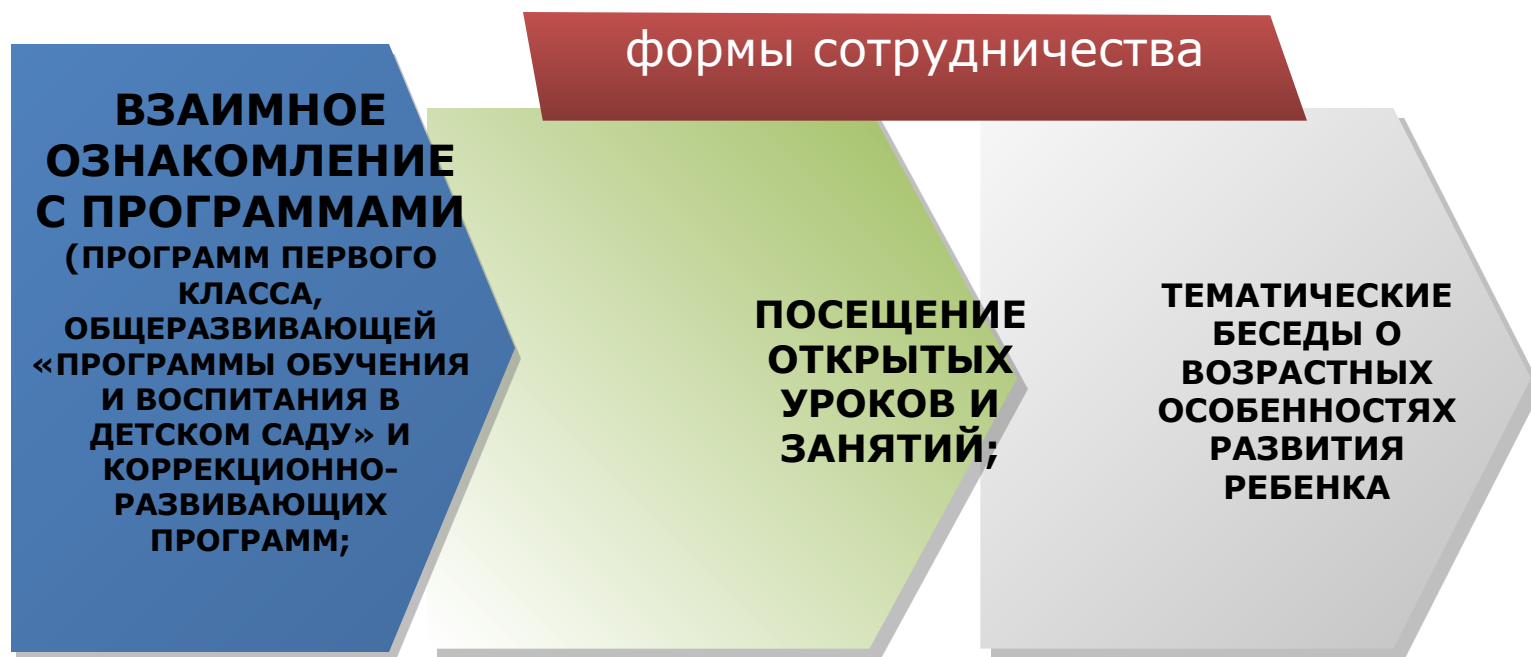 формы сотрудничества
ВЗАИМНОЕ
ОЗНАКОМЛЕНИЕ
С ПРОГРАММАМИ
(ПРОГРАММ ПЕРВОГО
КЛАССА,
ОБЩЕРАЗВИВАЮЩЕЙ
«ПРОГРАММЫ ОБУЧЕНИЯ
И ВОСПИТАНИЯ В
ДЕТСКОМ САДУ» И
КОРРЕКЦИОННО-
РАЗВИВАЮЩИХ
ПРОГРАММ;
ПОСЕЩЕНИЕ
ОТКРЫТЫХ
УРОКОВ И
ЗАНЯТИЙ;
ТЕМАТИЧЕСКИЕ
БЕСЕДЫ О
ВОЗРАСТНЫХ
ОСОБЕННОСТЯХ
РАЗВИТИЯ
РЕБЕНКА